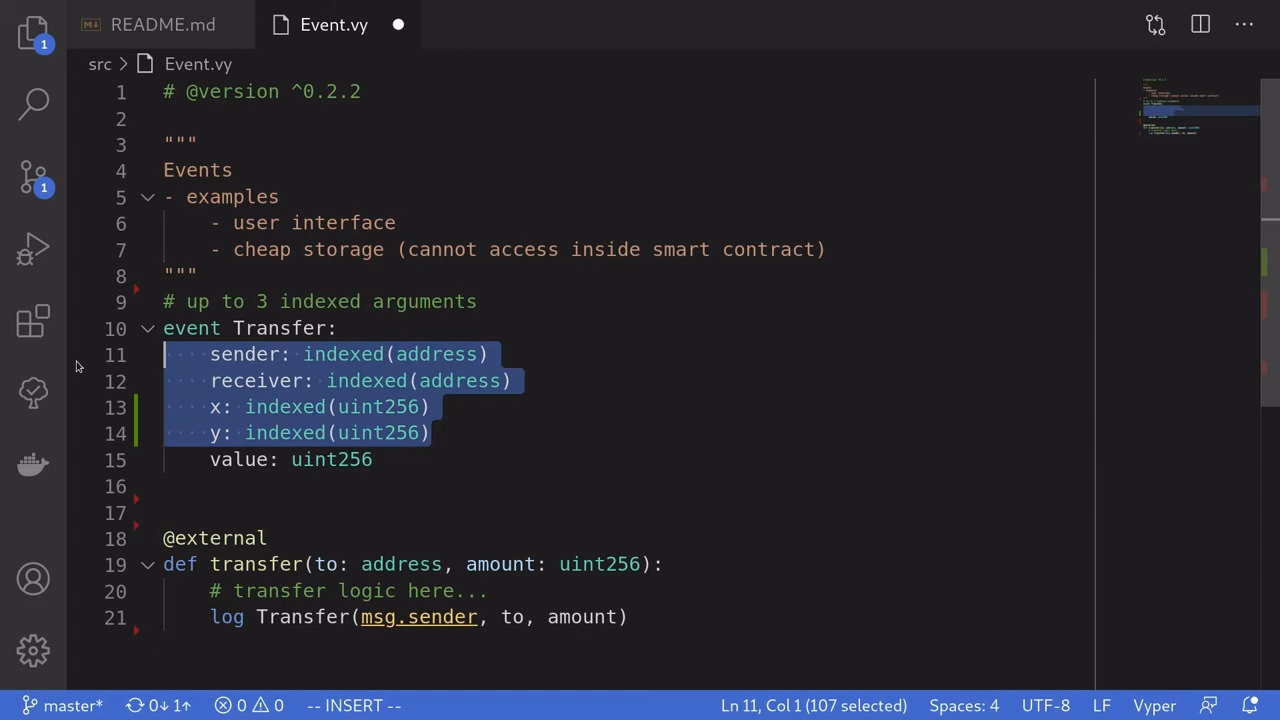 README.md
Event.vy
src > Event.vy
1 # @version ^0.2.2
2
3 """
4 Events
5 - examples
6 - user interface
7 - cheap storage (cannot access inside smart contract)
8 """
9 # up to 3 indexed arguments
10 event Transfer:
11 sender: indexed(address)
12 receiver: indexed(address)
13 x: indexed(uint256)
14 y: indexed(uint256)
15 value: uint256
16
17
18 @external
19 def transfer(to: address, amount: uint256):
20 # transfer logic here...
21 log Transfer(msg.sender, to, amount)
1
1
master* 0↓ 1↑ 0 0 -- INSERT -- Ln 11, Col 1 (107 selected) Spaces: 4 UTF-8 LF Vyper